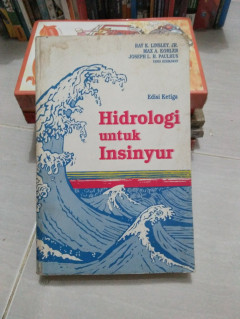 RAY K. LINSLEY, JR.
MAX A. KOHLER
JOSEPH L. H. PAULHUS
Edisi Ketiga
Hidrologi
untuk
Insinyur